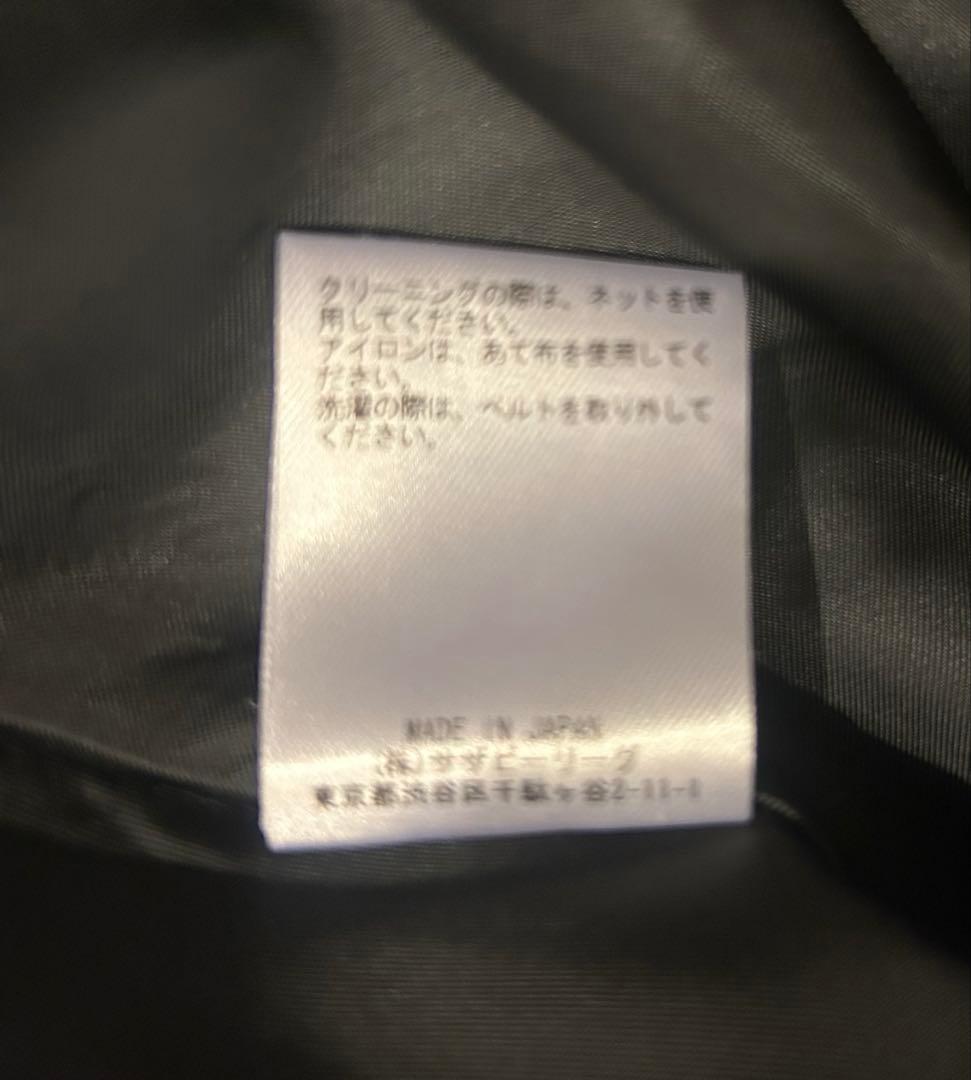 クリーニングの際は、ネットを使
用してください。
アイロンは、あて布を使用してく
ださい。
洗濯の際は、ベルトを取り外して
ください。
MADE IN JAPAN
(株)サザビーリーグ
東京都渋谷区千駄ヶ谷2-11-1